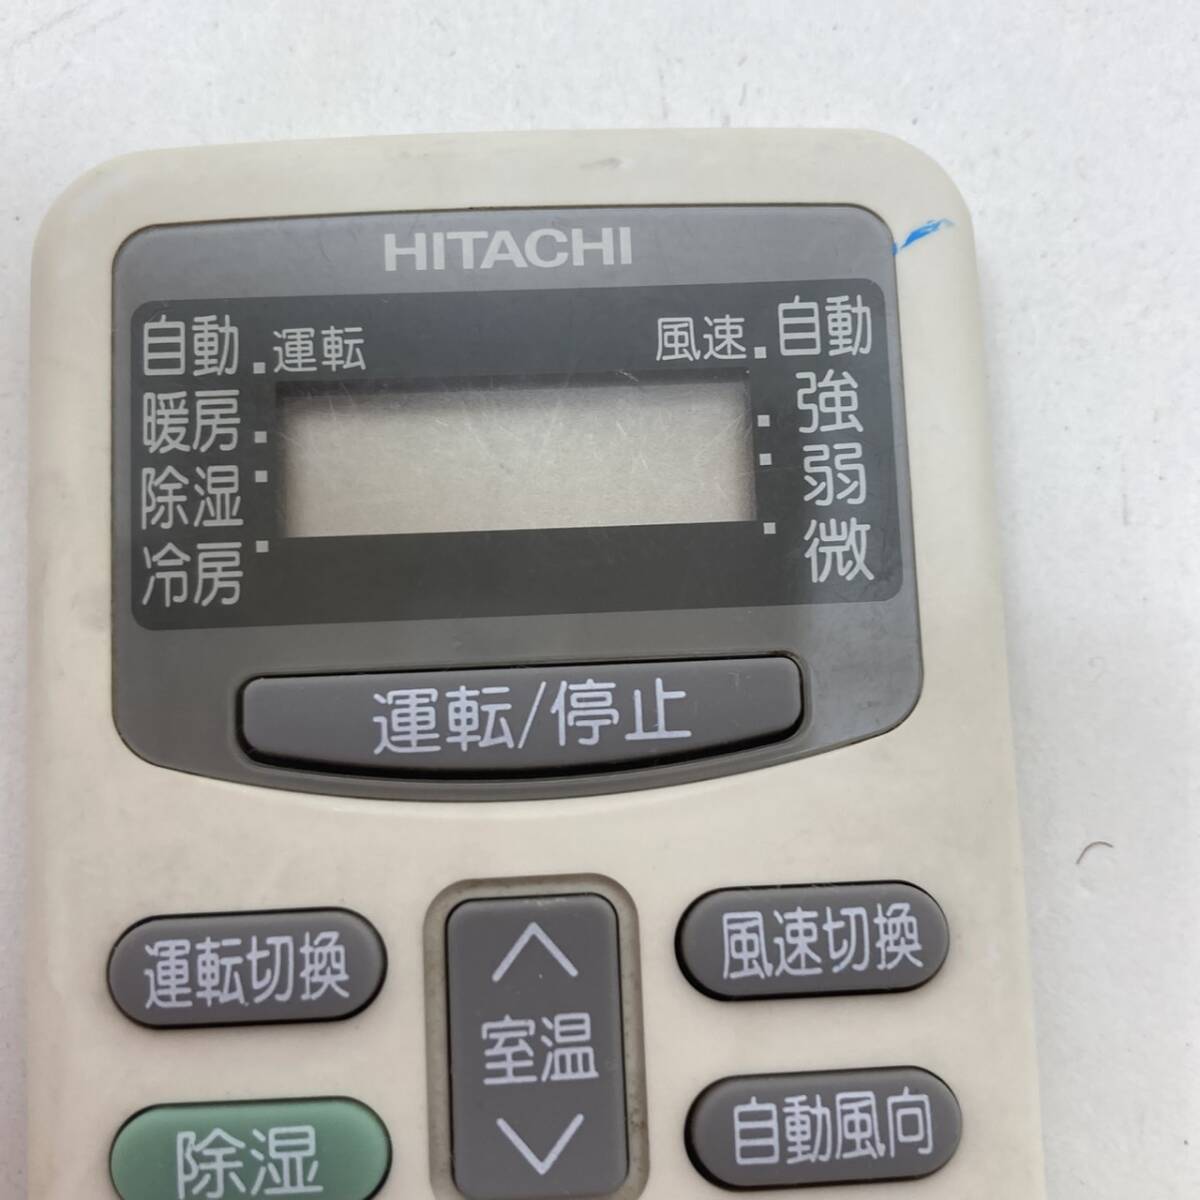 HITACHI
自動
運転
風速
自動
暖房
強
除湿
弱
冷房
微
運転/停止
運転切換
室温
風速切換
除湿
自動風向